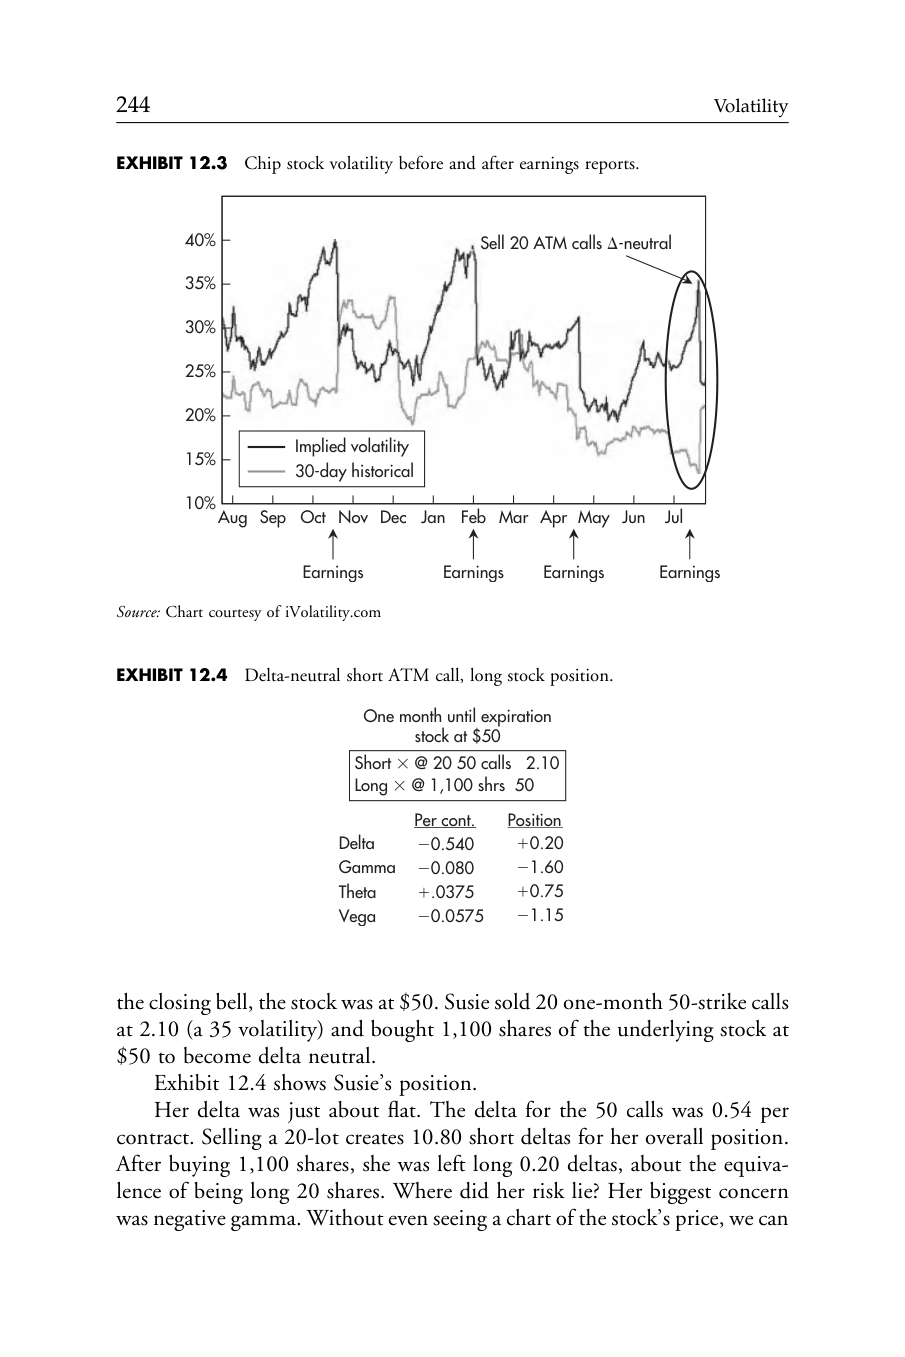 244 Volatility
EXHIBIT 12.3 Chip stock volatility before and after earnings reports.
40%
Sell 20 ATM calls Δ-neutral
35%
30%
25%
20%
15%
10%
Implied volatility
30-day historical
Aug Sep Oct Nov Dec Jan Feb Mar Apr May Jun Jul
Earnings Earnings Earnings Earnings
Source: Chart courtesy of iVolatility.com
EXHIBIT 12.4 Delta-neutral short ATM call, long stock position.
One month until expiration
stock at $50
Short × @ 20 50 calls 2.10
Long × @ 1,100 shrs 50
Per cont. Position
Delta −0.540 +0.20
Gamma −0.080 −1.60
Theta +.0375 +0.75
Vega −0.0575 −1.15
the closing bell, the stock was at $50. Susie sold 20 one-month 50-strike calls
at 2.10 (a 35 volatility) and bought 1,100 shares of the underlying stock at
$50 to become delta neutral.
Exhibit 12.4 shows Susie’s position.
Her delta was just about flat. The delta for the 50 calls was 0.54 per
contract. Selling a 20-lot creates 10.80 short deltas for her overall position.
After buying 1,100 shares, she was left long 0.20 deltas, about the equiva-
lence of being long 20 shares. Where did her risk lie? Her biggest concern
was negative gamma. Without even seeing a chart of the stock’s price, we can